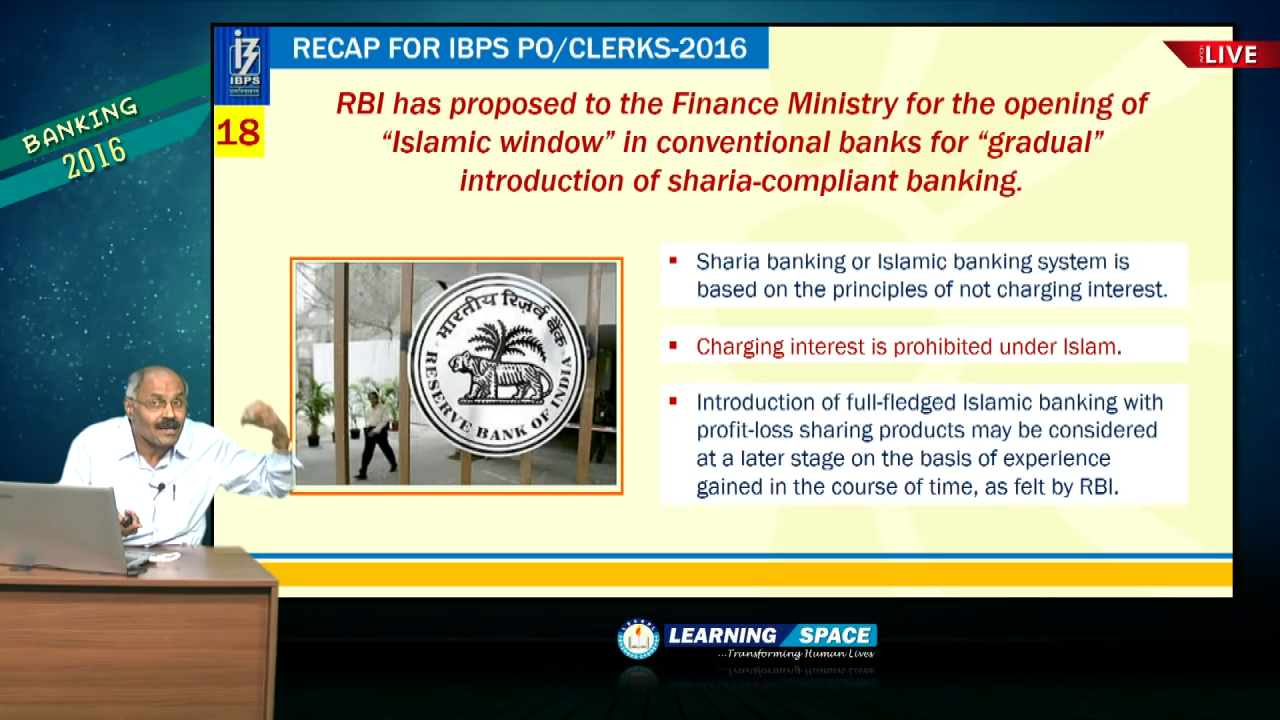 RECAP FOR IBPS PO/CLERKS-2016
IBPS
LIVE
BANKING
2016
18
RBI has proposed to the Finance Ministry for the opening of
“Islamic window” in conventional banks for “gradual”
introduction of sharia-compliant banking.
भारतीय रिज़र्व बैंक
RESERVE BANK OF INDIA
▪ Sharia banking or Islamic banking system is
based on the principles of not charging interest.
▪ Charging interest is prohibited under Islam.
▪ Introduction of full-fledged Islamic banking with
profit-loss sharing products may be considered
at a later stage on the basis of experience
gained in the course of time, as felt by RBI.
LEARNING SPACE
...Transforming Human Lives